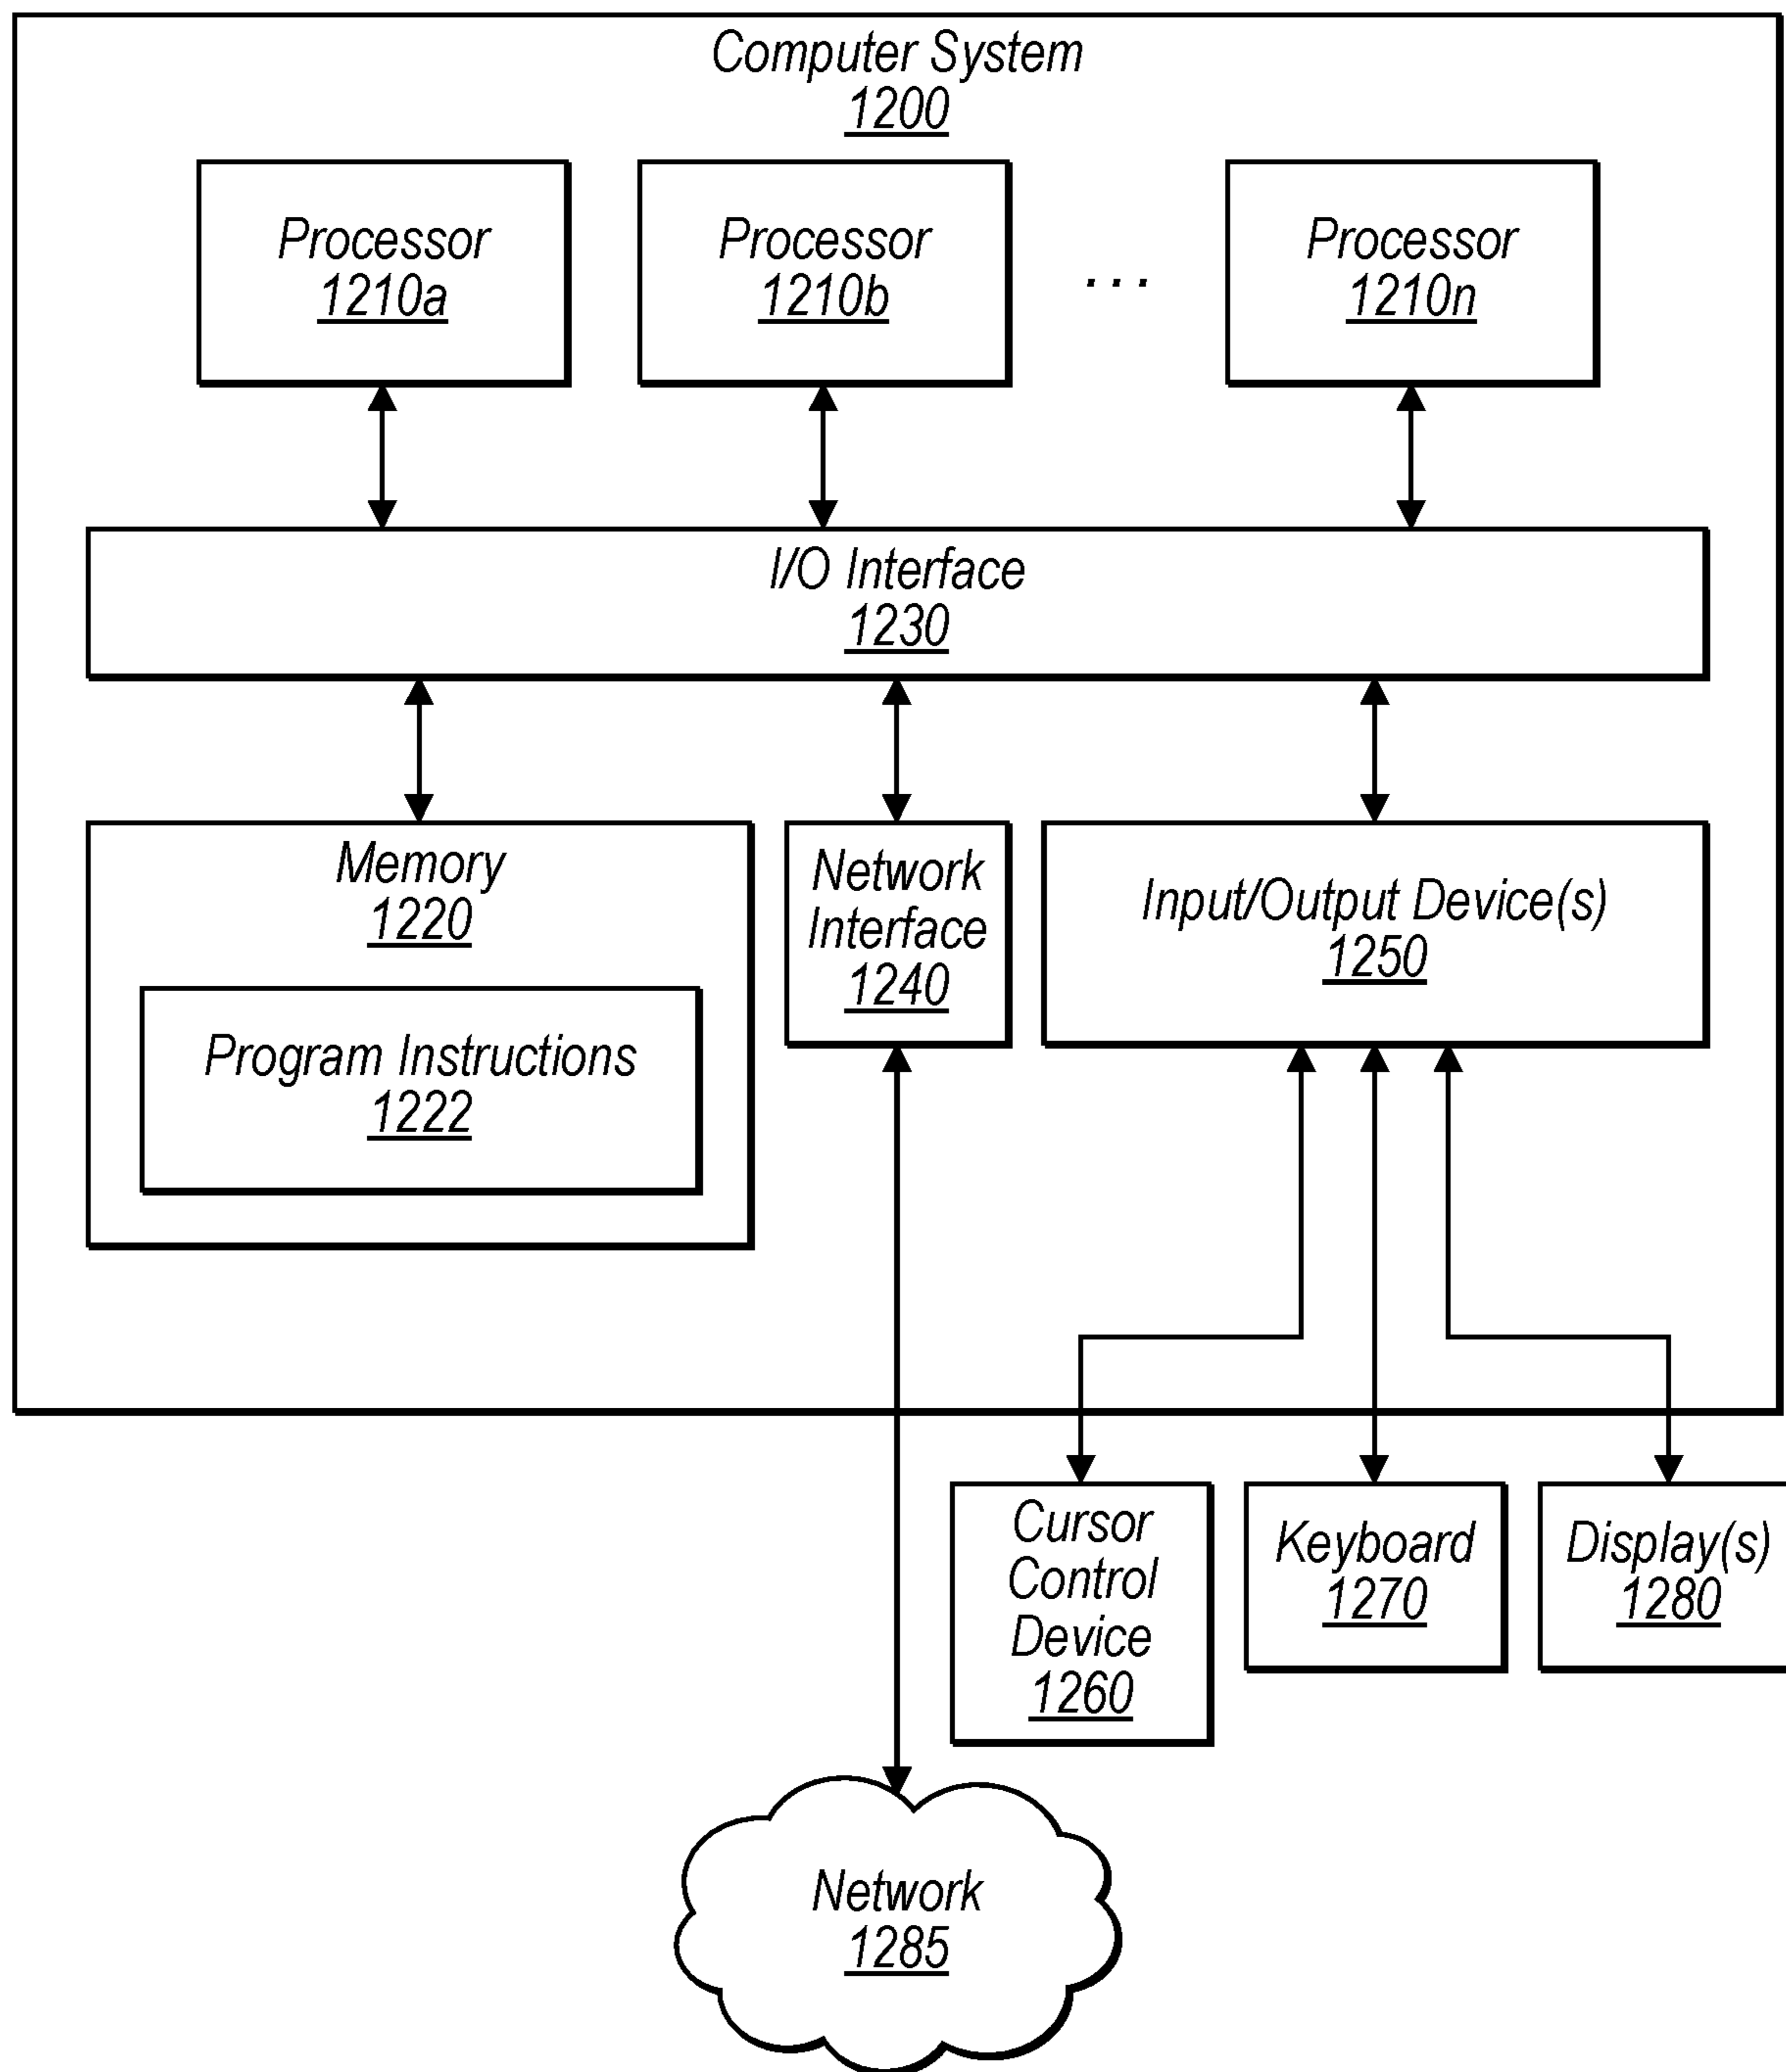 Computer System
1200
Processor
1210a
Processor
1210b
...
Processor
1210n
I/O Interface
1230
Memory
1220
Program Instructions
1222
Network
Interface
1240
Input/Output Device(s)
1250
Cursor
Control
Device
1260
Keyboard
1270
Display(s)
1280
Network
1285